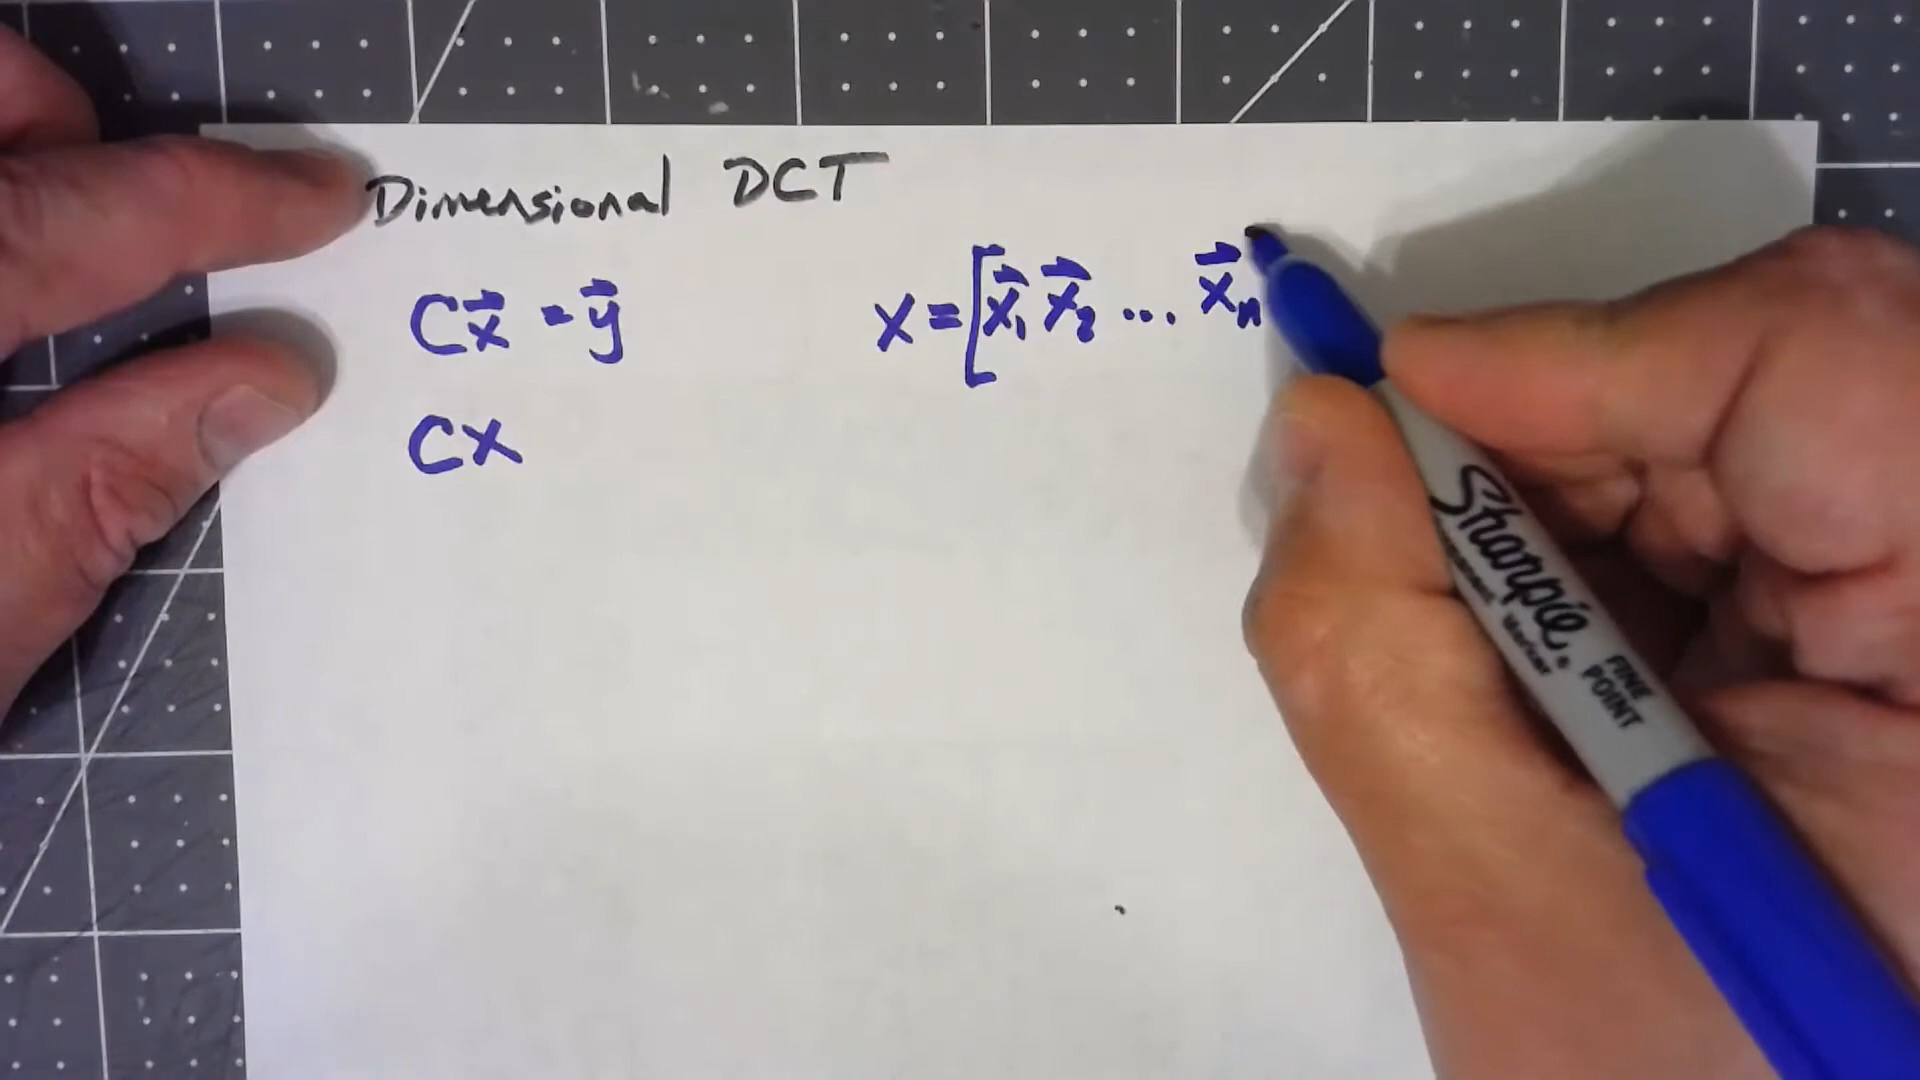 Dimensional DCT
Cx⃗ = y⃗
X = [x⃗₁ x⃗₂ ... x⃗ₙ
CX
Sharpie.
FINE
POINT